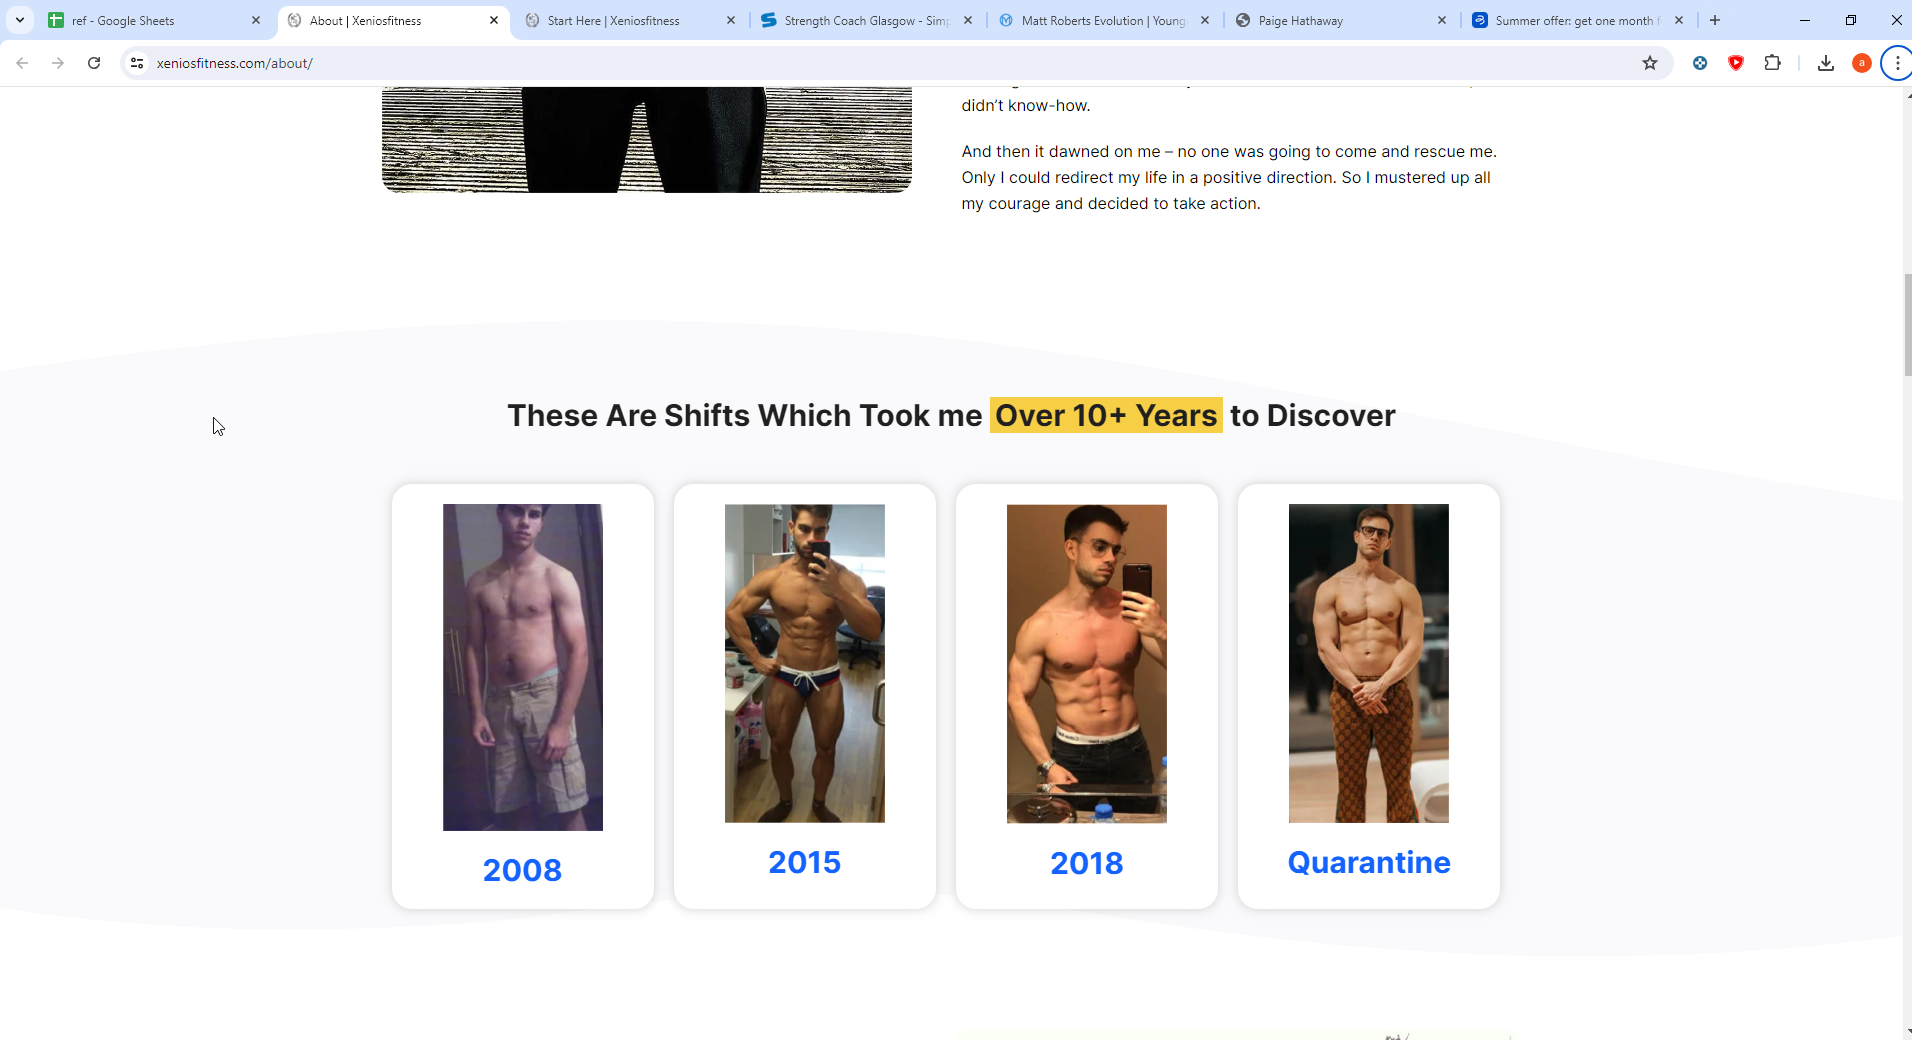 ref - Google Sheets
About | Xeniosfitness
Start Here | Xeniosfitness
Strength Coach Glasgow - Simp
Matt Roberts Evolution | Young
Paige Hathaway
Summer offer: get one month f
xeniosfitness.com/about/
a
didn’t know-how.
And then it dawned on me – no one was going to come and rescue me.
Only I could redirect my life in a positive direction. So I mustered up all
my courage and decided to take action.
These Are Shifts Which Took me Over 10+ Years to Discover
2008
2015
2018
Quarantine